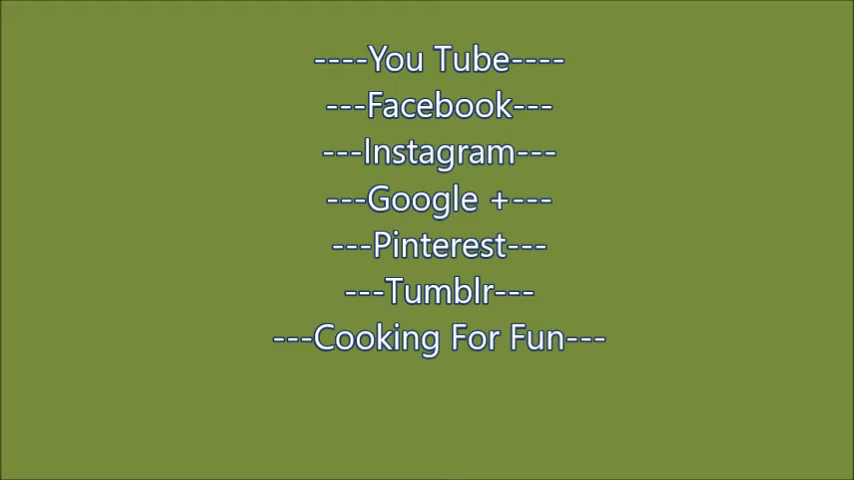 ----You Tube----
---Facebook---
---Instagram---
---Google +---
---Pinterest---
---Tumblr---
---Cooking For Fun---